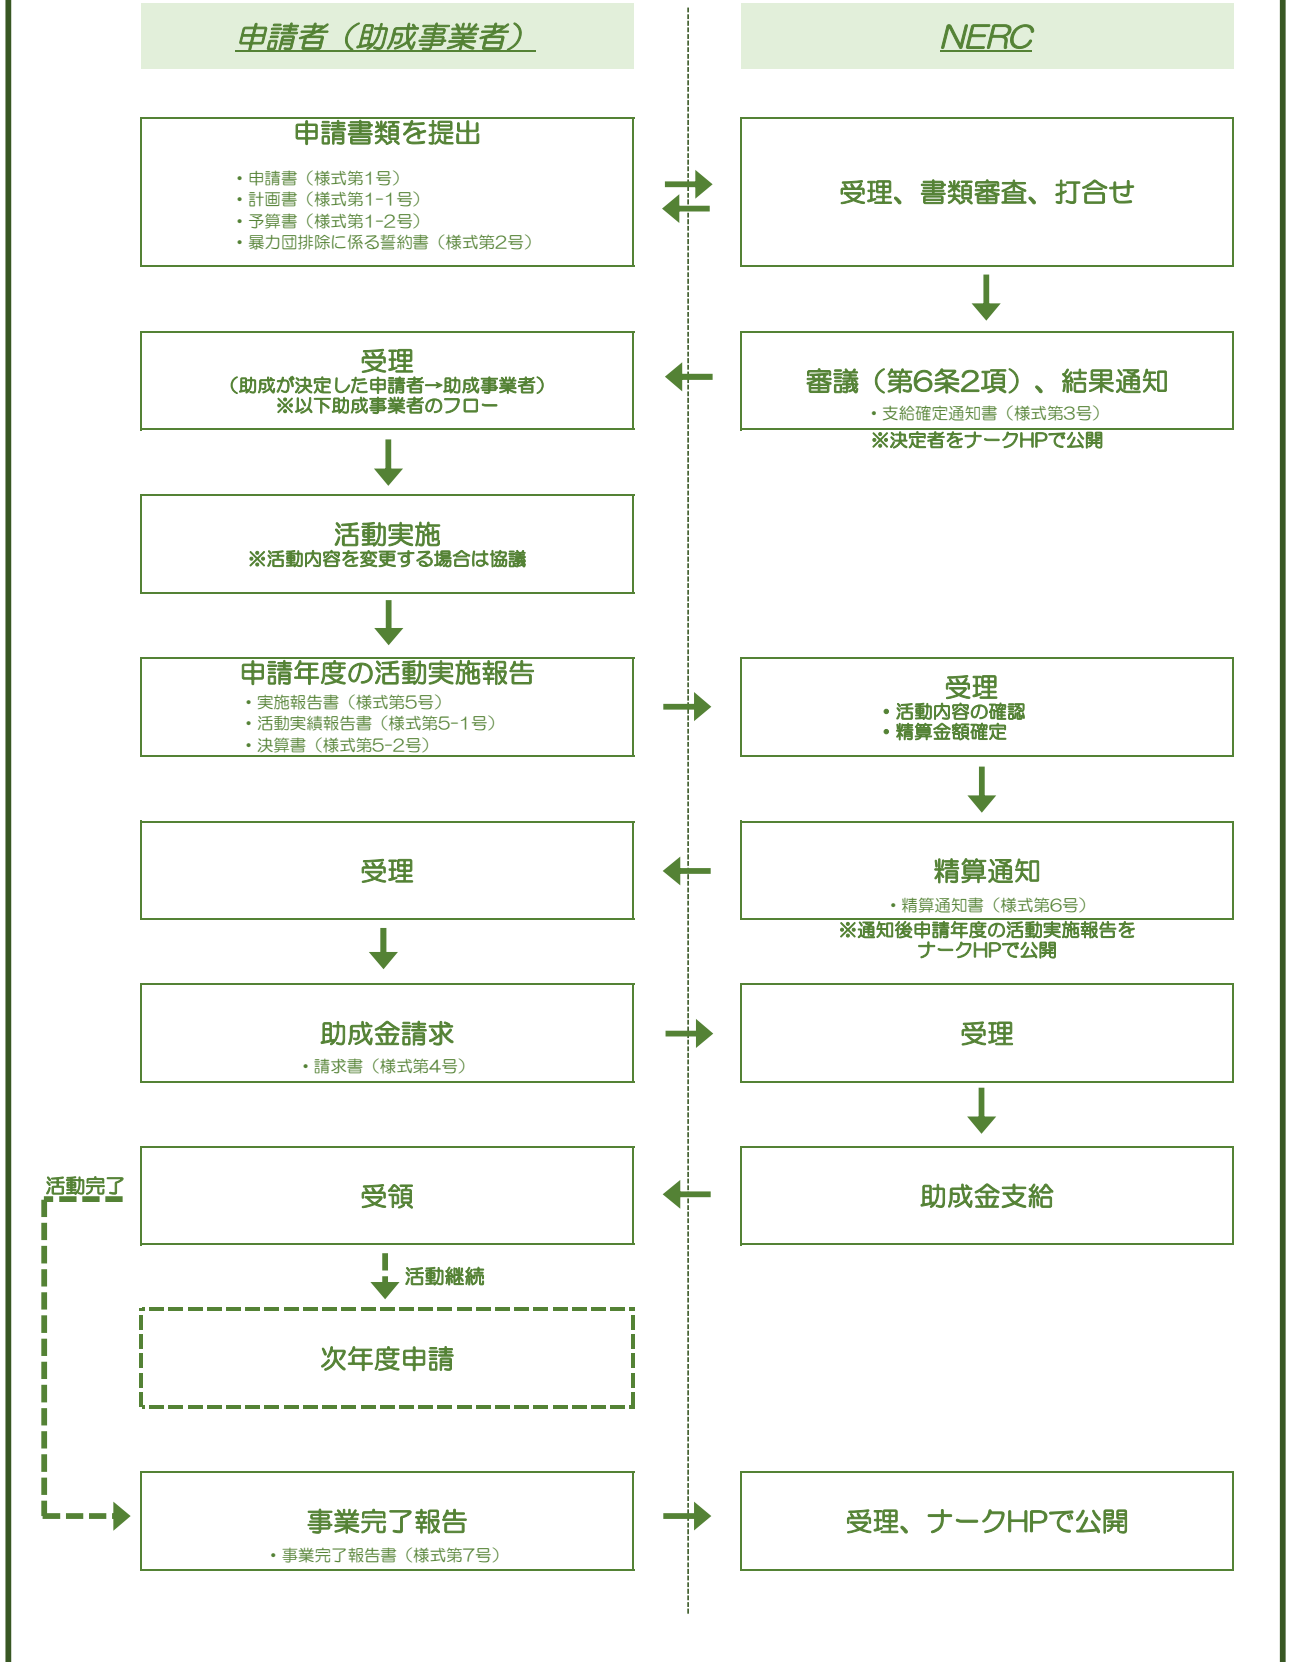 申請者（助成事業者）
NERC
申請書類を提出
・申請書（様式第1号）
・計画書（様式第1-1号）
・予算書（様式第1-2号）
・暴力団排除に係る誓約書（様式第2号）
受理、書類審査、打合せ
受理
（助成が決定した申請者→助成事業者）
※以下助成事業者のフロー
審議（第6条2項）、結果通知
・支給確定通知書（様式第3号）
※決定者をナークHPで公開
活動実施
※活動内容を変更する場合は協議
申請年度の活動実施報告
・実施報告書（様式第5号）
・活動実績報告書（様式第5-1号）
・決算書（様式第5-2号）
受理
・活動内容の確認
・精算金額確定
受理
精算通知
・精算通知書（様式第6号）
※通知後申請年度の活動実施報告を
ナークHPで公開
助成金請求
・請求書（様式第4号）
受理
活動完了
受領
助成金支給
活動継続
次年度申請
事業完了報告
・事業完了報告書（様式第7号）
受理、ナークHPで公開